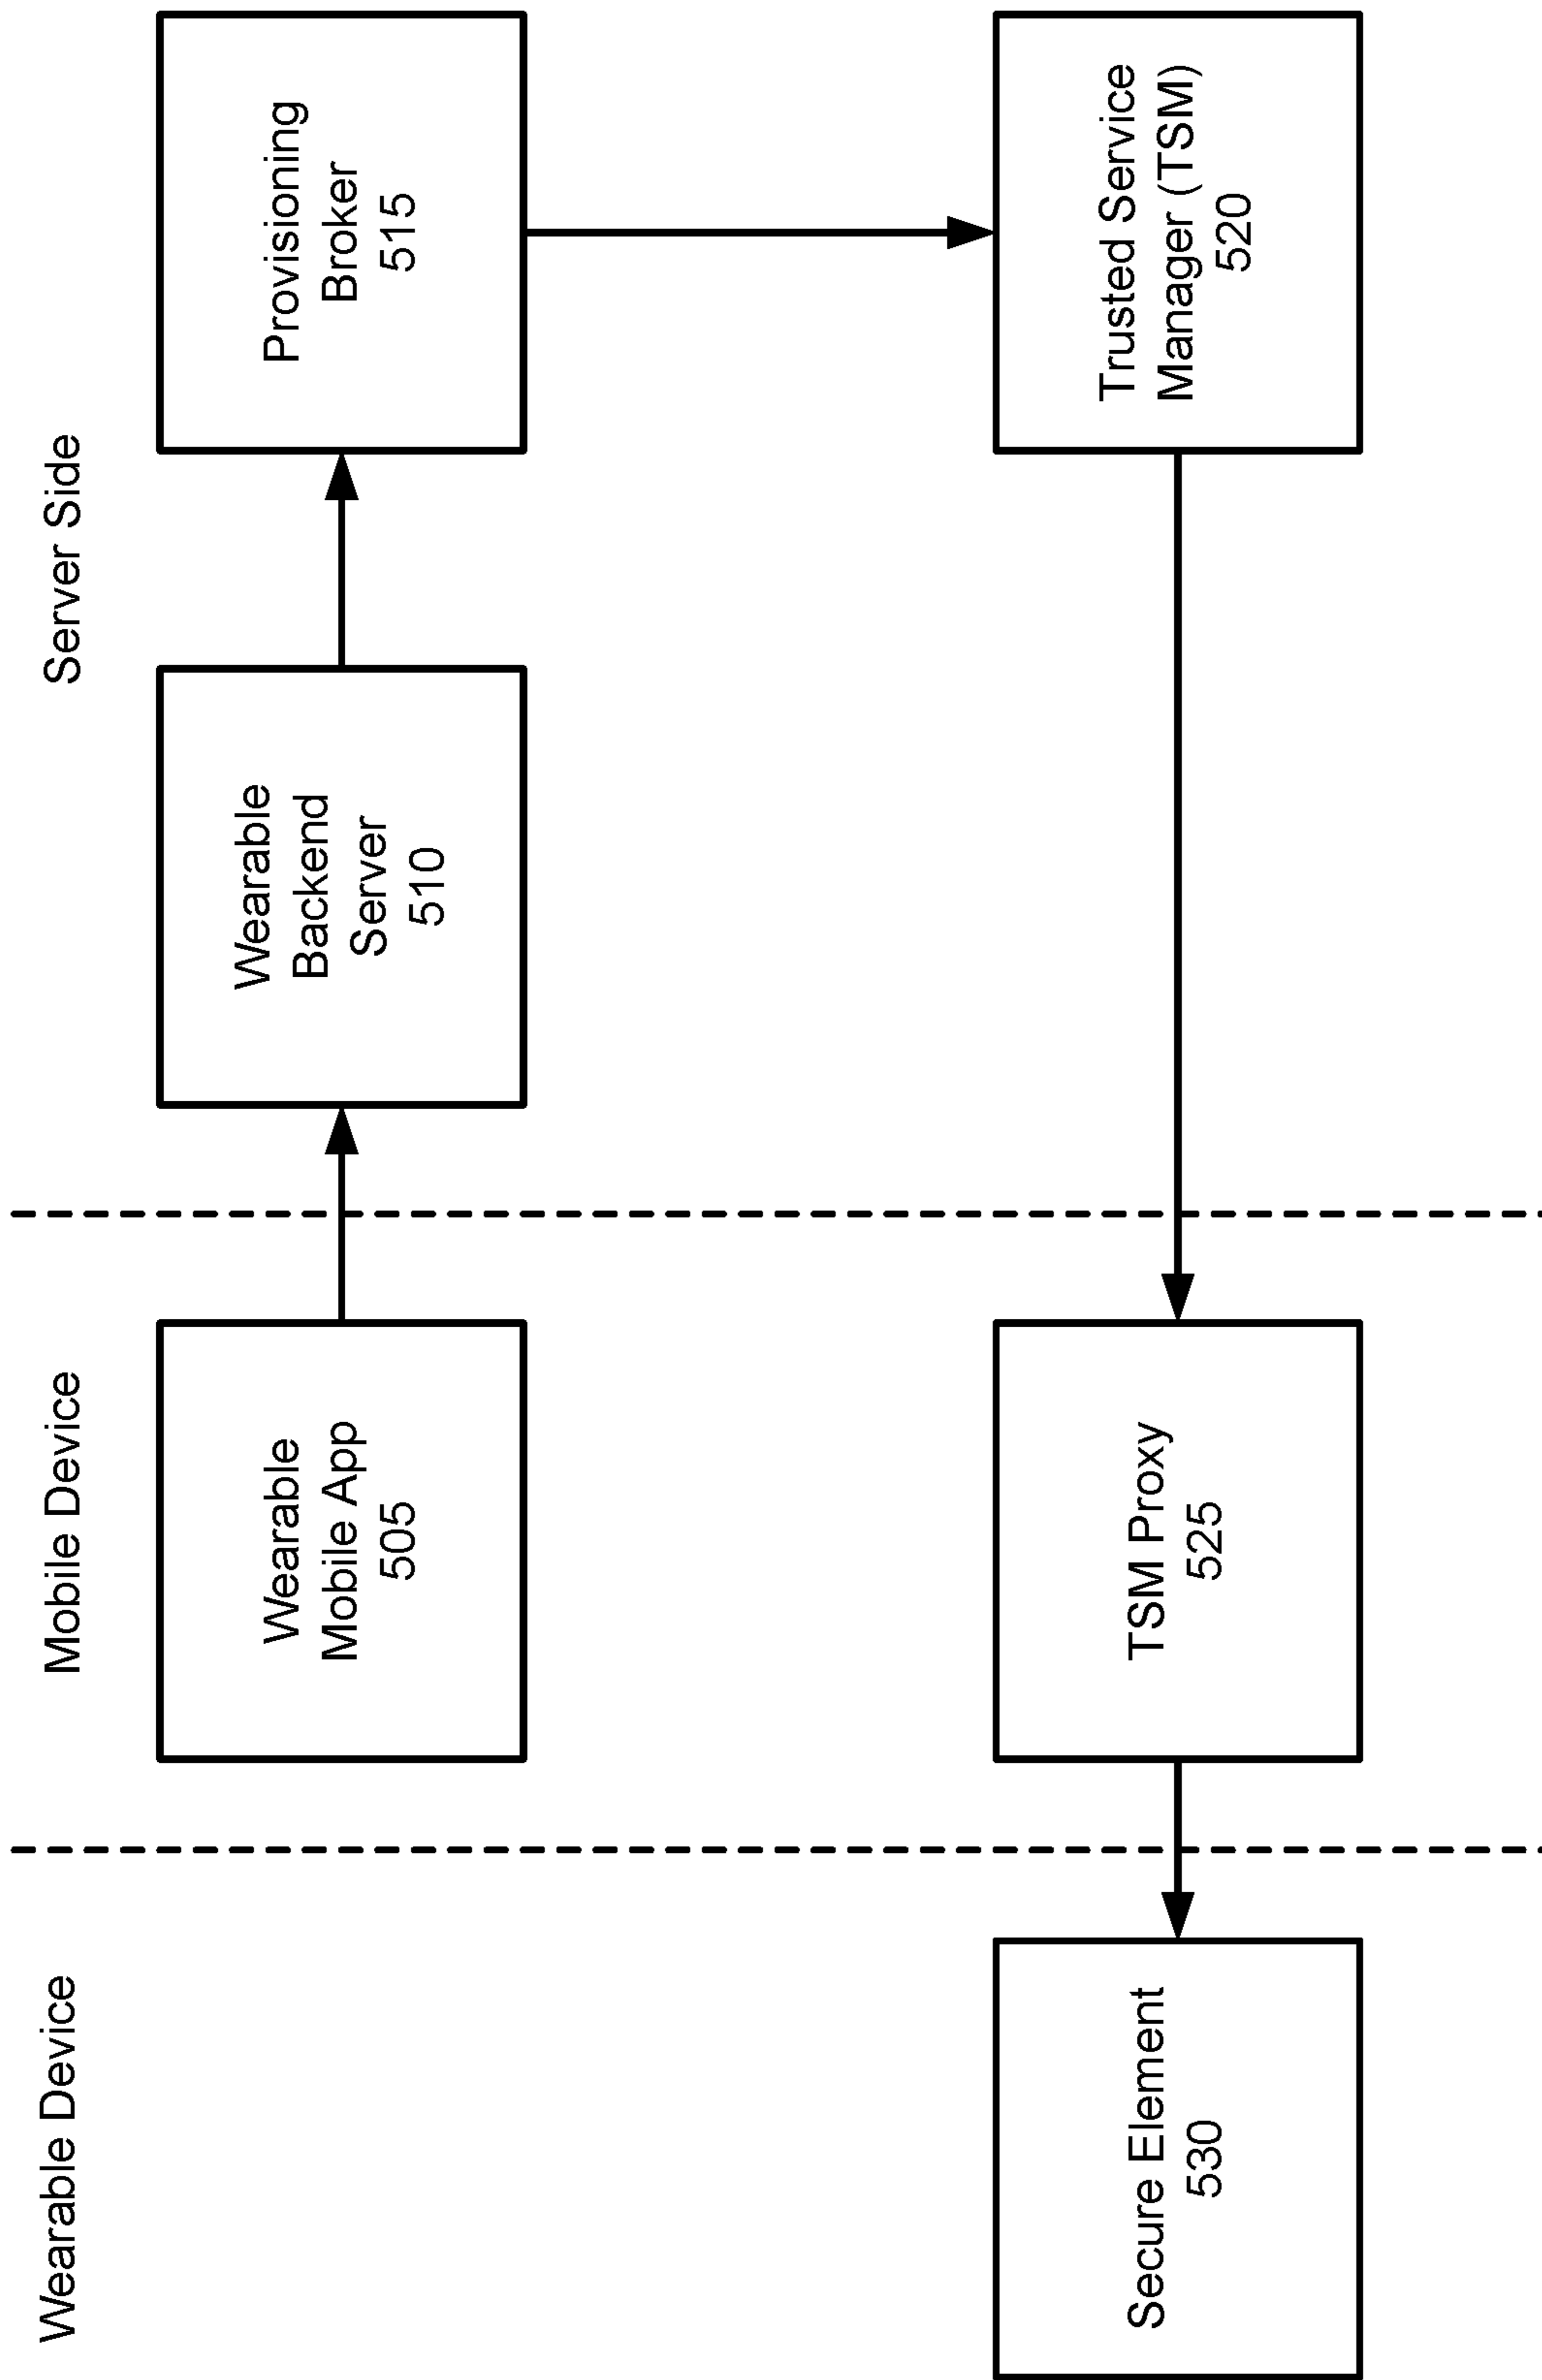 Wearable Device
Mobile Device
Server Side
Wearable
Mobile App
505
Wearable
Backend
Server
510
Provisioning
Broker
515
Secure Element
530
TSM Proxy
525
Trusted Service
Manager (TSM)
520